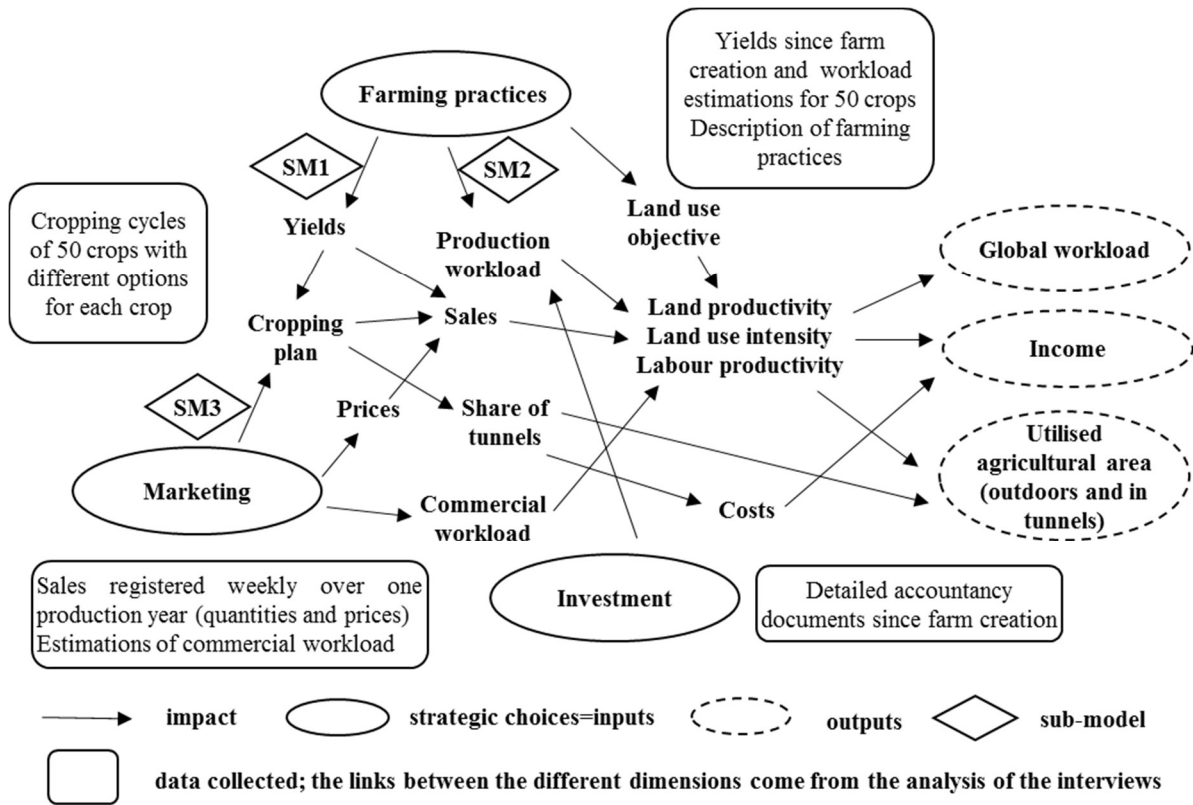 Farming practices
Yields since farm
creation and workload
estimations for 50 crops
Description of farming
practices
SM1
SM2
Cropping cycles
of 50 crops with
different options
for each crop
Yields
Production
workload
Land use
objective
Global workload
Cropping
plan
Sales
Land productivity
Land use intensity
Labour productivity
Income
SM3
Prices
Share of
tunnels
Utilised
agricultural area
(outdoors and in
tunnels)
Marketing
Commercial
workload
Costs
Sales registered weekly over one
production year (quantities and prices)
Estimations of commercial workload
Investment
Detailed accountancy
documents since farm creation
impact
strategic choices=inputs
outputs
sub-model
data collected; the links between the different dimensions come from the analysis of the interviews